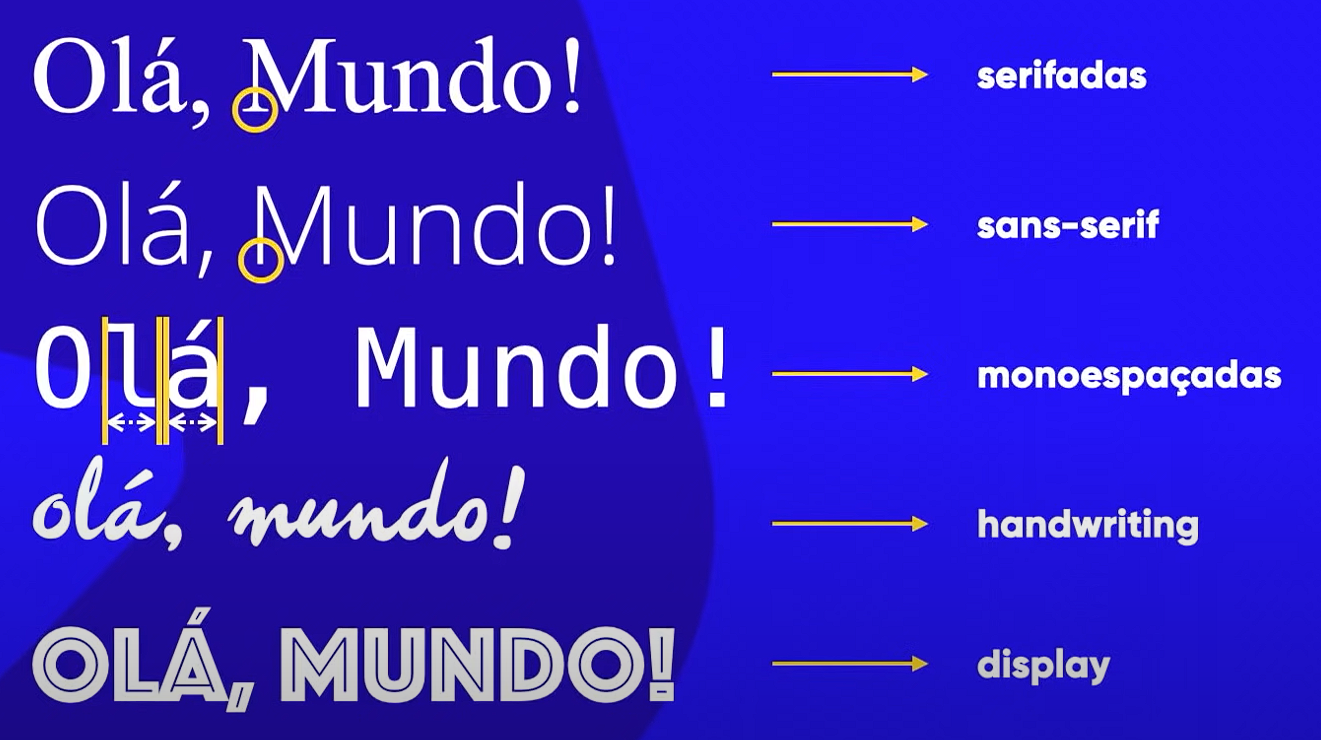 Olá, Mundo! serifadas
Olá, Mundo! sans-serif
Olá, Mundo! monoespaçadas
olá, mundo! handwriting
OLÁ, MUNDO! display